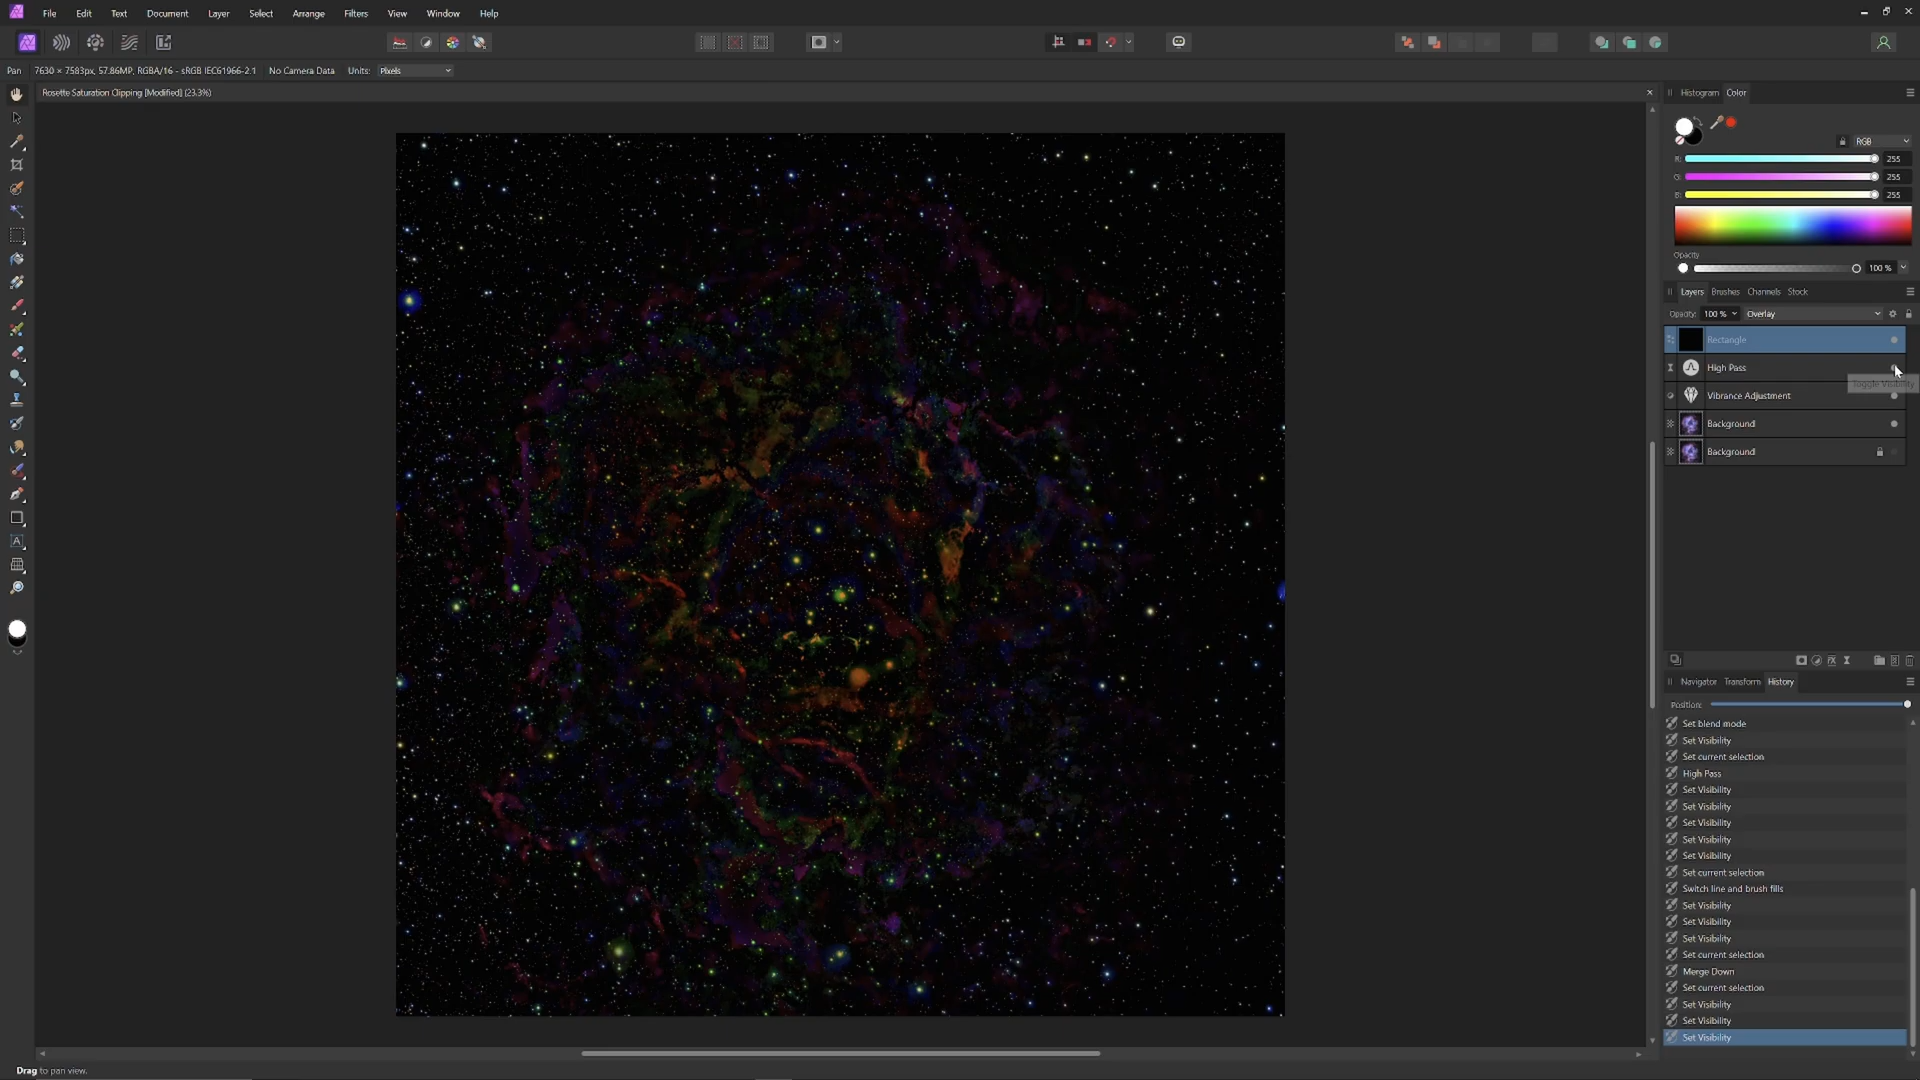 File Edit Text Document Layer Select Arrange Filters View Window Help
Pan 7630 × 7583px, 57.86MP, RGBA/16 - sRGB IEC61966-2.1 No Camera Data Units: Pixels
Rosette Saturation Clipping [Modified] (23.3%)
Histogram Color
RGB
R: 255
G: 255
B: 255
Opacity
100 %
Layers Brushes Channels Stock
Opacity: 100 % Overlay
Rectangle
High Pass
Toggle Visibility
Vibrance Adjustment
Background
Background
Navigator Transform History
Position:
Set blend mode
Set Visibility
Set current selection
High Pass
Set Visibility
Set Visibility
Set Visibility
Set Visibility
Set Visibility
Set current selection
Switch line and brush fills
Set Visibility
Set Visibility
Set Visibility
Set current selection
Merge Down
Set current selection
Set Visibility
Set Visibility
Set Visibility
Drag to pan view.